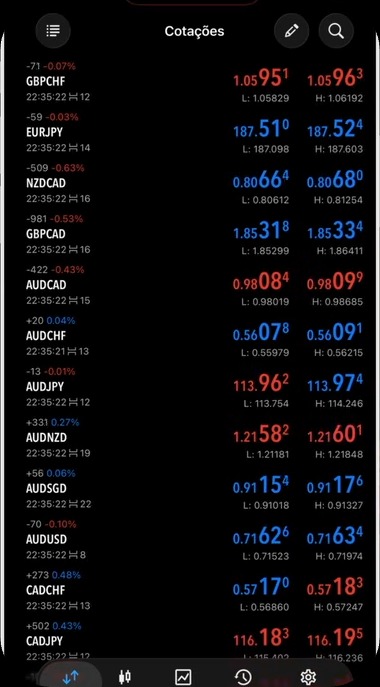 Cotações
-71 -0.07%
GBPCHF 1.05951 1.05963
22:35:22 12 L: 1.05829 H: 1.06192
-59 -0.03%
EURJPY 187.510 187.524
22:35:22 14 L: 187.098 H: 187.603
-509 -0.63%
NZDCAD 0.80664 0.80680
22:35:22 16 L: 0.80612 H: 0.81254
-981 -0.53%
GBPCAD 1.85318 1.85334
22:35:22 16 L: 1.85299 H: 1.86411
-422 -0.43%
AUDCAD 0.98084 0.98099
22:35:22 15 L: 0.98019 H: 0.98685
+20 0.04%
AUDCHF 0.56078 0.56091
22:35:21 13 L: 0.55979 H: 0.56215
-13 -0.01%
AUDJPY 113.962 113.974
22:35:22 12 L: 113.754 H: 114.246
+331 0.27%
AUDNZD 1.21582 1.21601
22:35:22 19 L: 1.21181 H: 1.21848
+56 0.06%
AUDSGD 0.91154 0.91176
22:35:22 22 L: 0.91018 H: 0.91327
-70 -0.10%
AUDUSD 0.71626 0.71634
22:35:22 8 L: 0.71523 H: 0.71974
+273 0.48%
CADCHF 0.57170 0.57183
22:35:22 13 L: 0.56860 H: 0.57247
+502 0.43%
CADJPY 116.183 116.195
22:35:22 12 L: 115.402 H: 116.236